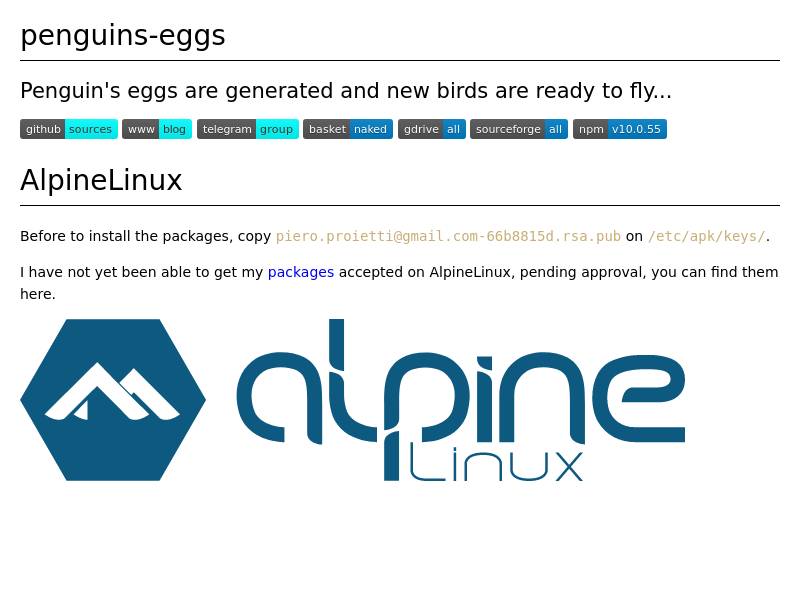 penguins-eggs
Penguin's eggs are generated and new birds are ready to fly...
github sources www blog telegram group basket naked gdrive all sourceforge all npm v10.0.55
AlpineLinux
Before to install the packages, copy piero.proietti@gmail.com-66b8815d.rsa.pub on /etc/apk/keys/.
I have not yet been able to get my packages accepted on AlpineLinux, pending approval, you can find them
here.
alpine
Linux